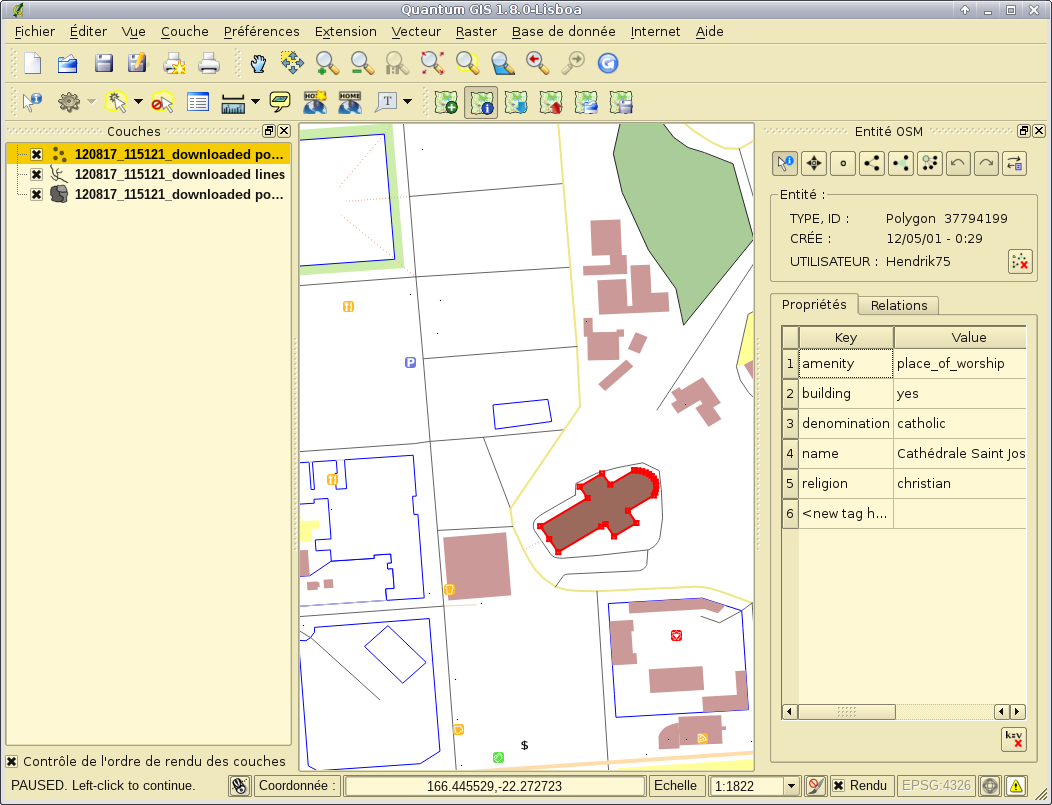 Quantum GIS 1.8.0-Lisboa
Fichier Éditer Vue Couche Préférences Extension Vecteur Raster Base de donnée Internet Aide
Couches
120817_115121_downloaded po...
120817_115121_downloaded lines
120817_115121_downloaded po...
Contrôle de l'ordre de rendu des couches
P
$
Entité OSM
Entité :
TYPE, ID : Polygon 37794199
CRÉE : 12/05/01 - 0:29
UTILISATEUR : Hendrik75
Propriétés Relations
Key Value
1 amenity place_of_worship
2 building yes
3 denomination catholic
4 name Cathédrale Saint Jos
5 religion christian
6 <new tag h...
PAUSED. Left-click to continue. Coordonnée : 166.445529,-22.272723 Echelle 1:1822 Rendu EPSG:4326